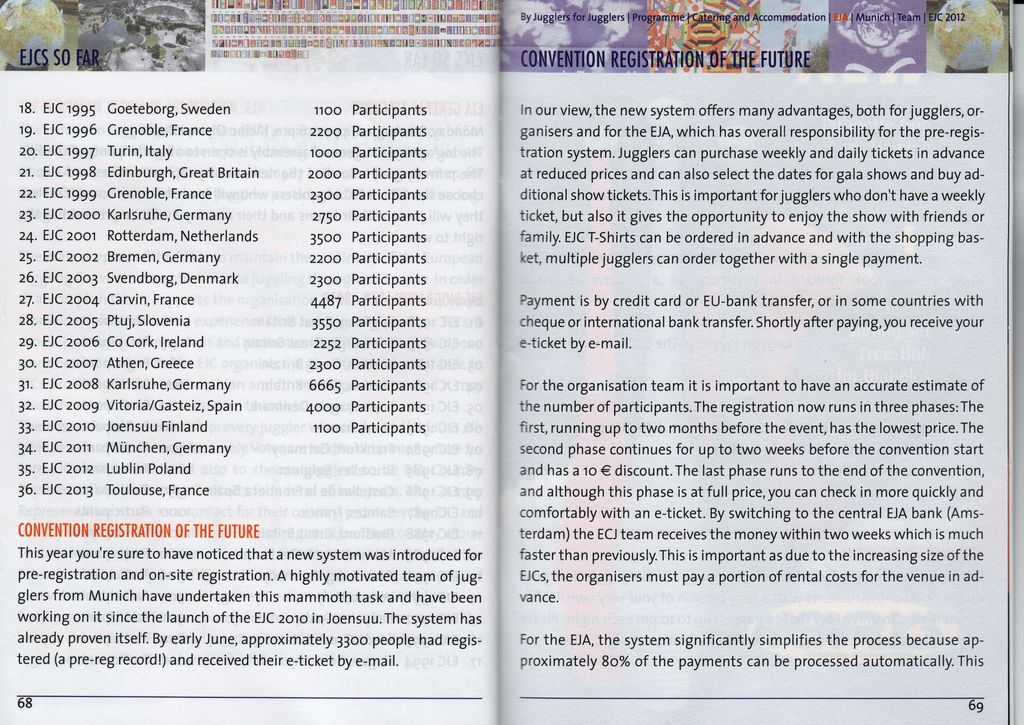 EJCS SO FAR
18. EJC 1995 Goeteborg, Sweden 1100 Participants
19. EJC 1996 Grenoble, France 2200 Participants
20. EJC 1997 Turin, Italy 1000 Participants
21. EJC 1998 Edinburgh, Great Britain 2000 Participants
22. EJC 1999 Grenoble, France 2300 Participants
23. EJC 2000 Karlsruhe, Germany 2750 Participants
24. EJC 2001 Rotterdam, Netherlands 3500 Participants
25. EJC 2002 Bremen, Germany 2200 Participants
26. EJC 2003 Svendborg, Denmark 2300 Participants
27. EJC 2004 Carvin, France 4487 Participants
28. EJC 2005 Ptuj, Slovenia 3550 Participants
29. EJC 2006 Co Cork, Ireland 2252 Participants
30. EJC 2007 Athen, Greece 2300 Participants
31. EJC 2008 Karlsruhe, Germany 6665 Participants
32. EJC 2009 Vitoria/Gasteiz, Spain 4000 Participants
33. EJC 2010 Joensuu Finland 1100 Participants
34. EJC 2011 München, Germany
35. EJC 2012 Lublin Poland
36. EJC 2013 Toulouse, France
CONVENTION REGISTRATION OF THE FUTURE
This year you're sure to have noticed that a new system was introduced for
pre-registration and on-site registration. A highly motivated team of jug-
glers from Munich have undertaken this mammoth task and have been
working on it since the launch of the EJC 2010 in Joensuu. The system has
already proven itself. By early June, approximately 3300 people had regis-
tered (a pre-reg record!) and received their e-ticket by e-mail.
68
By Jugglers for Jugglers | Programme | Catering and Accommodation | EJA | Munich | Team | EJC 2012
CONVENTION REGISTRATION OF THE FUTURE
In our view, the new system offers many advantages, both for jugglers, or-
ganisers and for the EJA, which has overall responsibility for the pre-regis-
tration system. Jugglers can purchase weekly and daily tickets in advance
at reduced prices and can also select the dates for gala shows and buy ad-
ditional show tickets. This is important for jugglers who don't have a weekly
ticket, but also it gives the opportunity to enjoy the show with friends or
family. EJC T-Shirts can be ordered in advance and with the shopping bas-
ket, multiple jugglers can order together with a single payment.
Payment is by credit card or EU-bank transfer, or in some countries with
cheque or international bank transfer. Shortly after paying, you receive your
e-ticket by e-mail.
For the organisation team it is important to have an accurate estimate of
the number of participants. The registration now runs in three phases: The
first, running up to two months before the event, has the lowest price. The
second phase continues for up to two weeks before the convention start
and has a 10 € discount. The last phase runs to the end of the convention,
and although this phase is at full price, you can check in more quickly and
comfortably with an e-ticket. By switching to the central EJA bank (Ams-
terdam) the ECJ team receives the money within two weeks which is much
faster than previously. This is important as due to the increasing size of the
EJCs, the organisers must pay a portion of rental costs for the venue in ad-
vance.
For the EJA, the system significantly simplifies the process because ap-
proximately 80% of the payments can be processed automatically. This
69